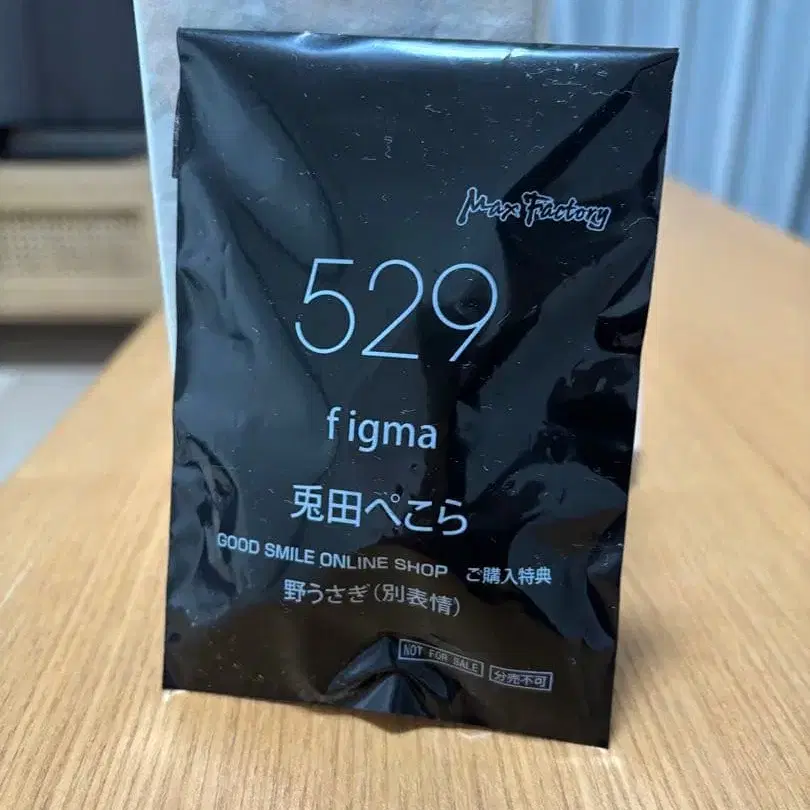 Max Factory
529
figma
兎田ぺこら
GOOD SMILE ONLINE SHOP ご購入特典
野うさぎ(別表情)
NOT FOR SALE 分売不可